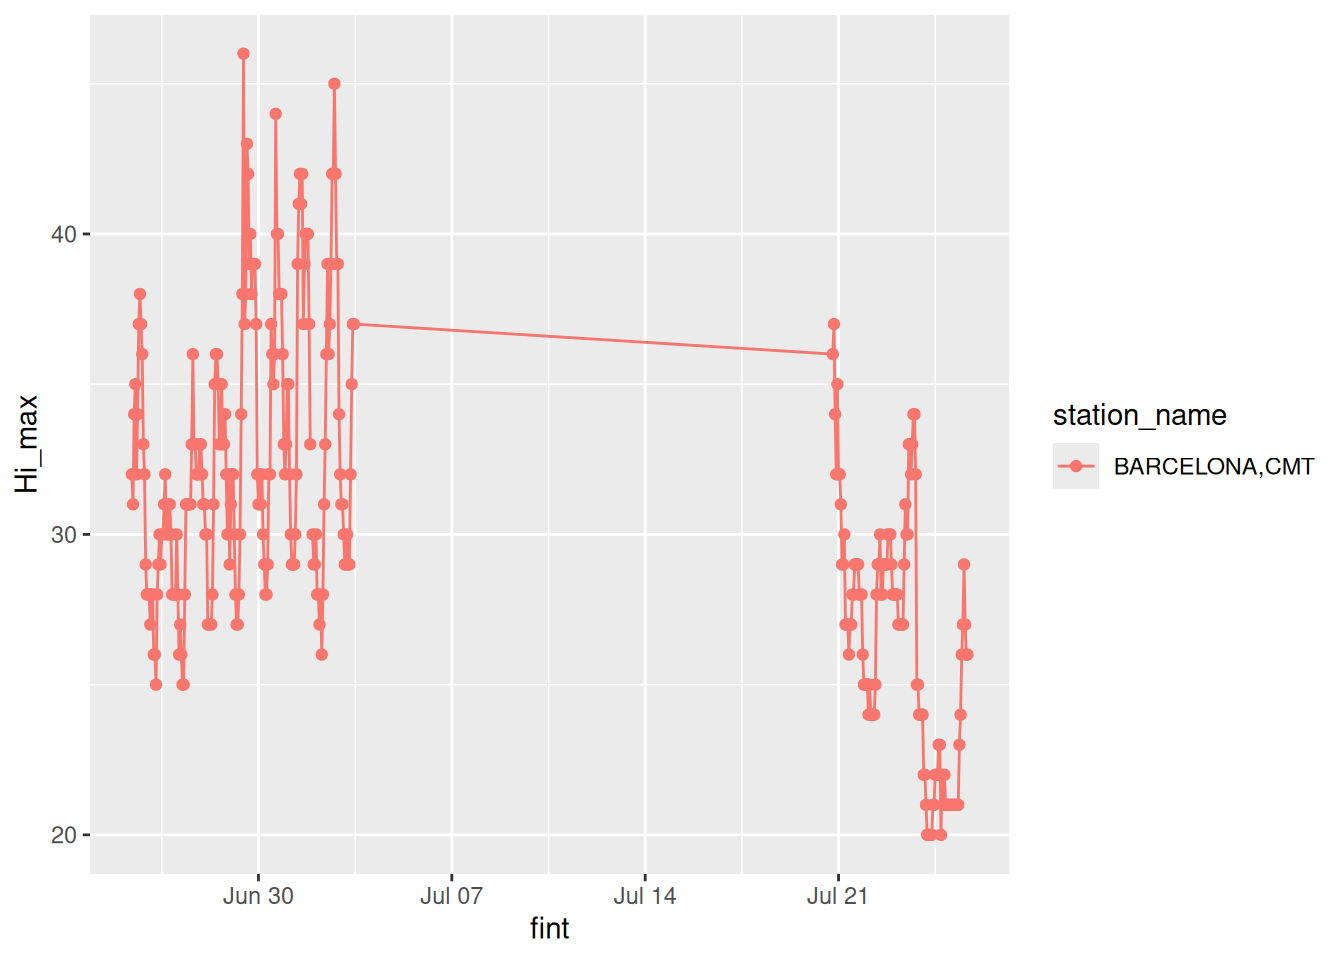 40
30
20
Hi_max
Jun 30
Jul 07
Jul 14
Jul 21
fint
station_name
BARCELONA,CMT